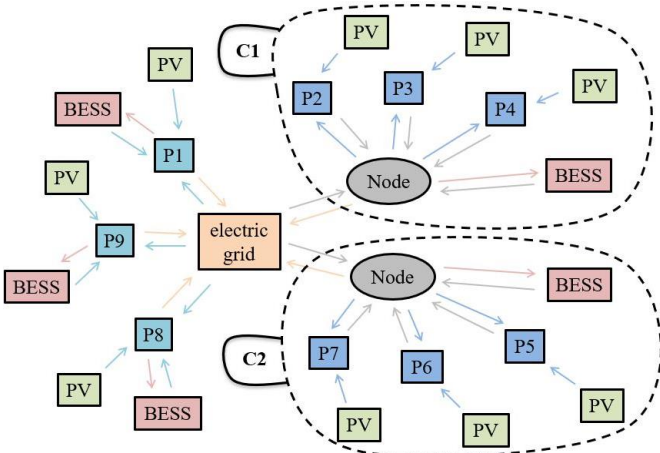 PV
PV
C1
PV
BESS
P2
P3
P4
PV
P1
PV
Node
BESS
P9
electric
grid
BESS
Node
BESS
P8
P7
P6
P5
C2
PV
BESS
PV
PV
PV